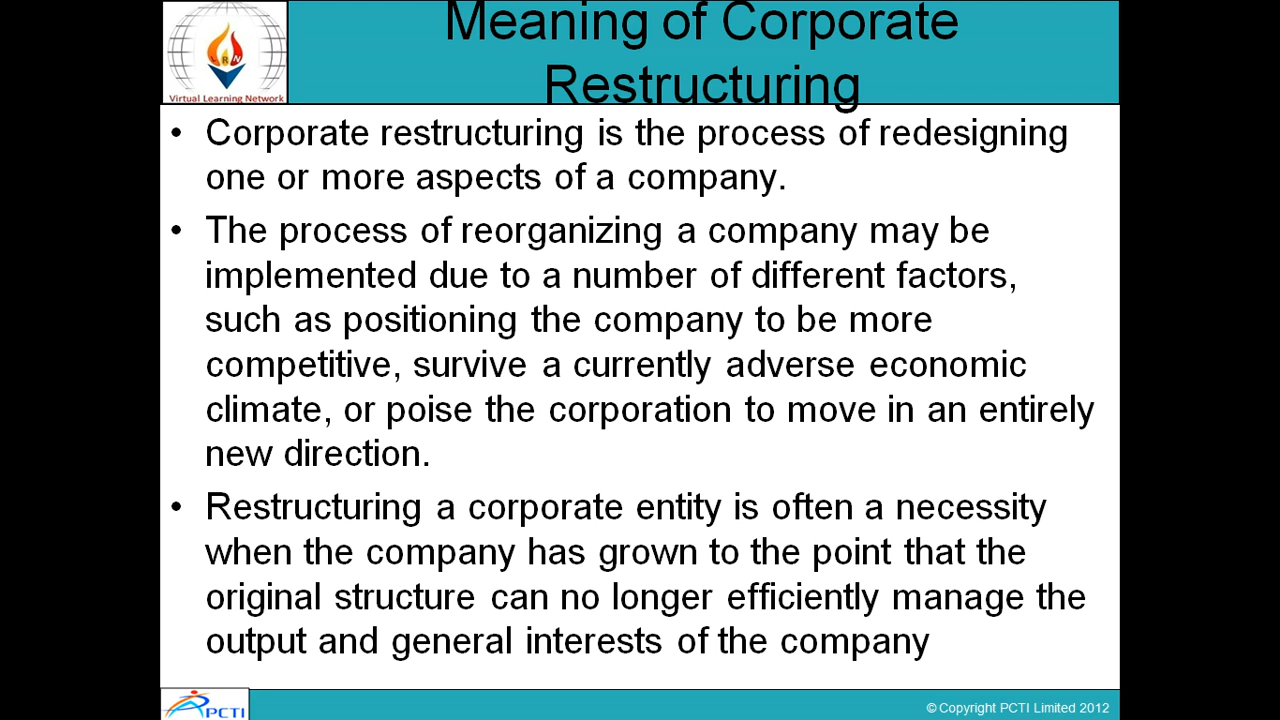 Meaning of Corporate
Restructuring
LRN
Virtual Learning Network
• Corporate restructuring is the process of redesigning
one or more aspects of a company.
• The process of reorganizing a company may be
implemented due to a number of different factors,
such as positioning the company to be more
competitive, survive a currently adverse economic
climate, or poise the corporation to move in an entirely
new direction.
• Restructuring a corporate entity is often a necessity
when the company has grown to the point that the
original structure can no longer efficiently manage the
output and general interests of the company
PCTI
© Copyright PCTI Limited 2012